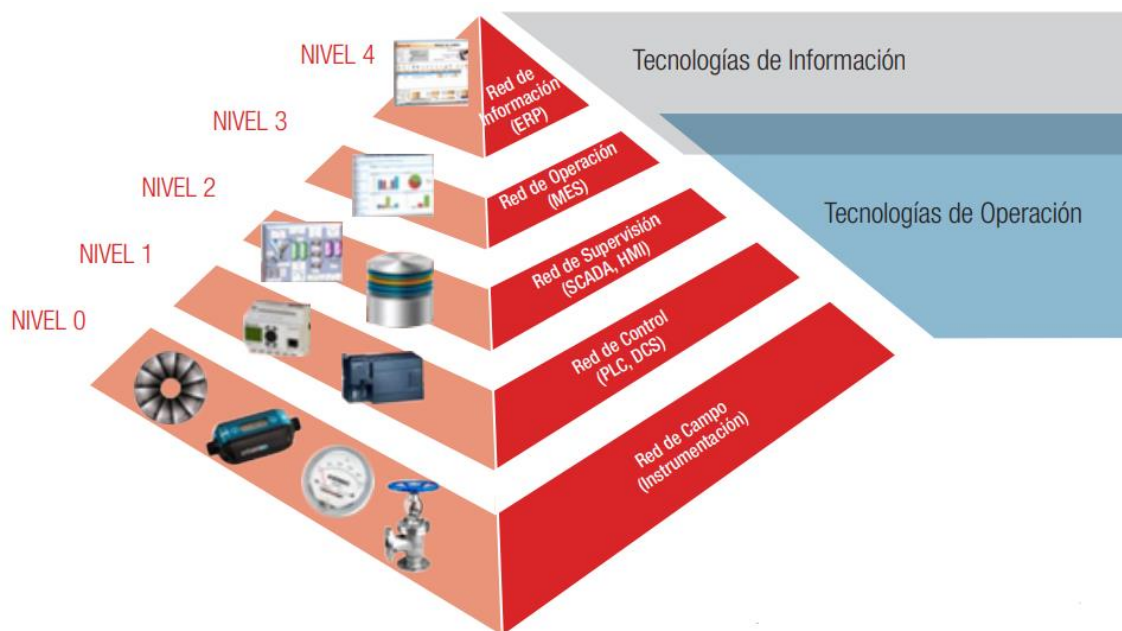 NIVEL 4
NIVEL 3
NIVEL 2
NIVEL 1
NIVEL 0
Red de
Información
(ERP)
Red de Operación
(MES)
Red de Supervisión
(SCADA, HMI)
Red de Control
(PLC, DCS)
Red de Campo
(Instrumentación)
Tecnologías de Información
Tecnologías de Operación